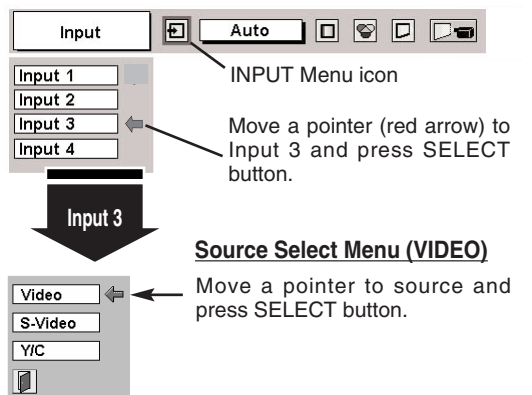 Input
Auto
INPUT Menu icon
Input 1
Input 2
Input 3
Input 4
Move a pointer (red arrow) to
Input 3 and press SELECT
button.
Input 3
Source Select Menu (VIDEO)
Move a pointer to source and
press SELECT button.
Video
S-Video
Y/C